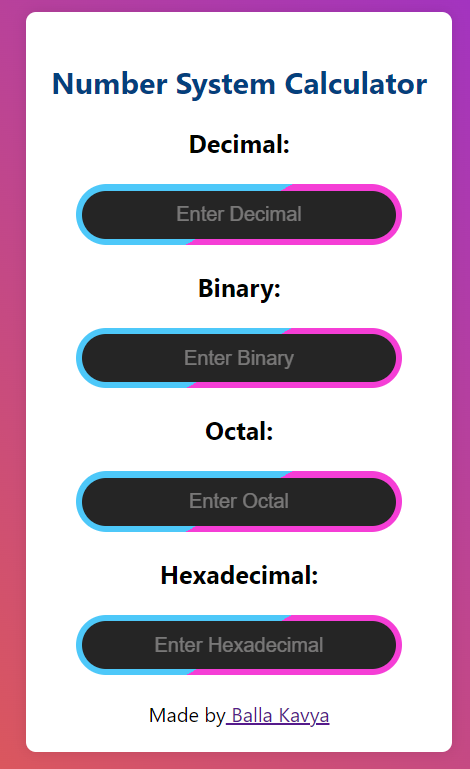 Number System Calculator
Decimal:
Enter Decimal
Binary:
Enter Binary
Octal:
Enter Octal
Hexadecimal:
Enter Hexadecimal
Made by Balla Kavya